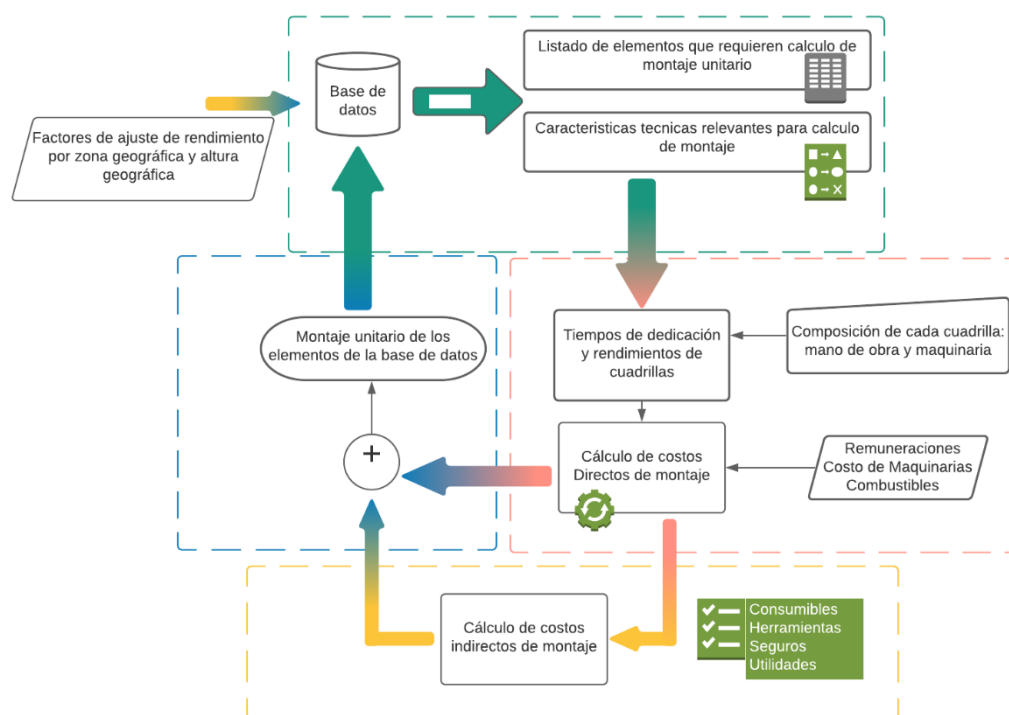 Listado de elementos que requieren calculo de
montaje unitario
Base de
datos
Factores de ajuste de rendimiento
por zona geográfica y altura
geográfica
Caracteristicas tecnicas relevantes para calculo
de montaje
Montaje unitario de los
elementos de la base de datos
Tiempos de dedicación
y rendimientos de
cuadrillas
Composición de cada cuadrilla:
mano de obra y maquinaria
+
Cálculo de costos
Directos de montaje
Remuneraciones
Costo de Maquinarias
Combustibles
Cálculo de costos
indirectos de montaje
Consumibles
Herramientas
Seguros
Utilidades